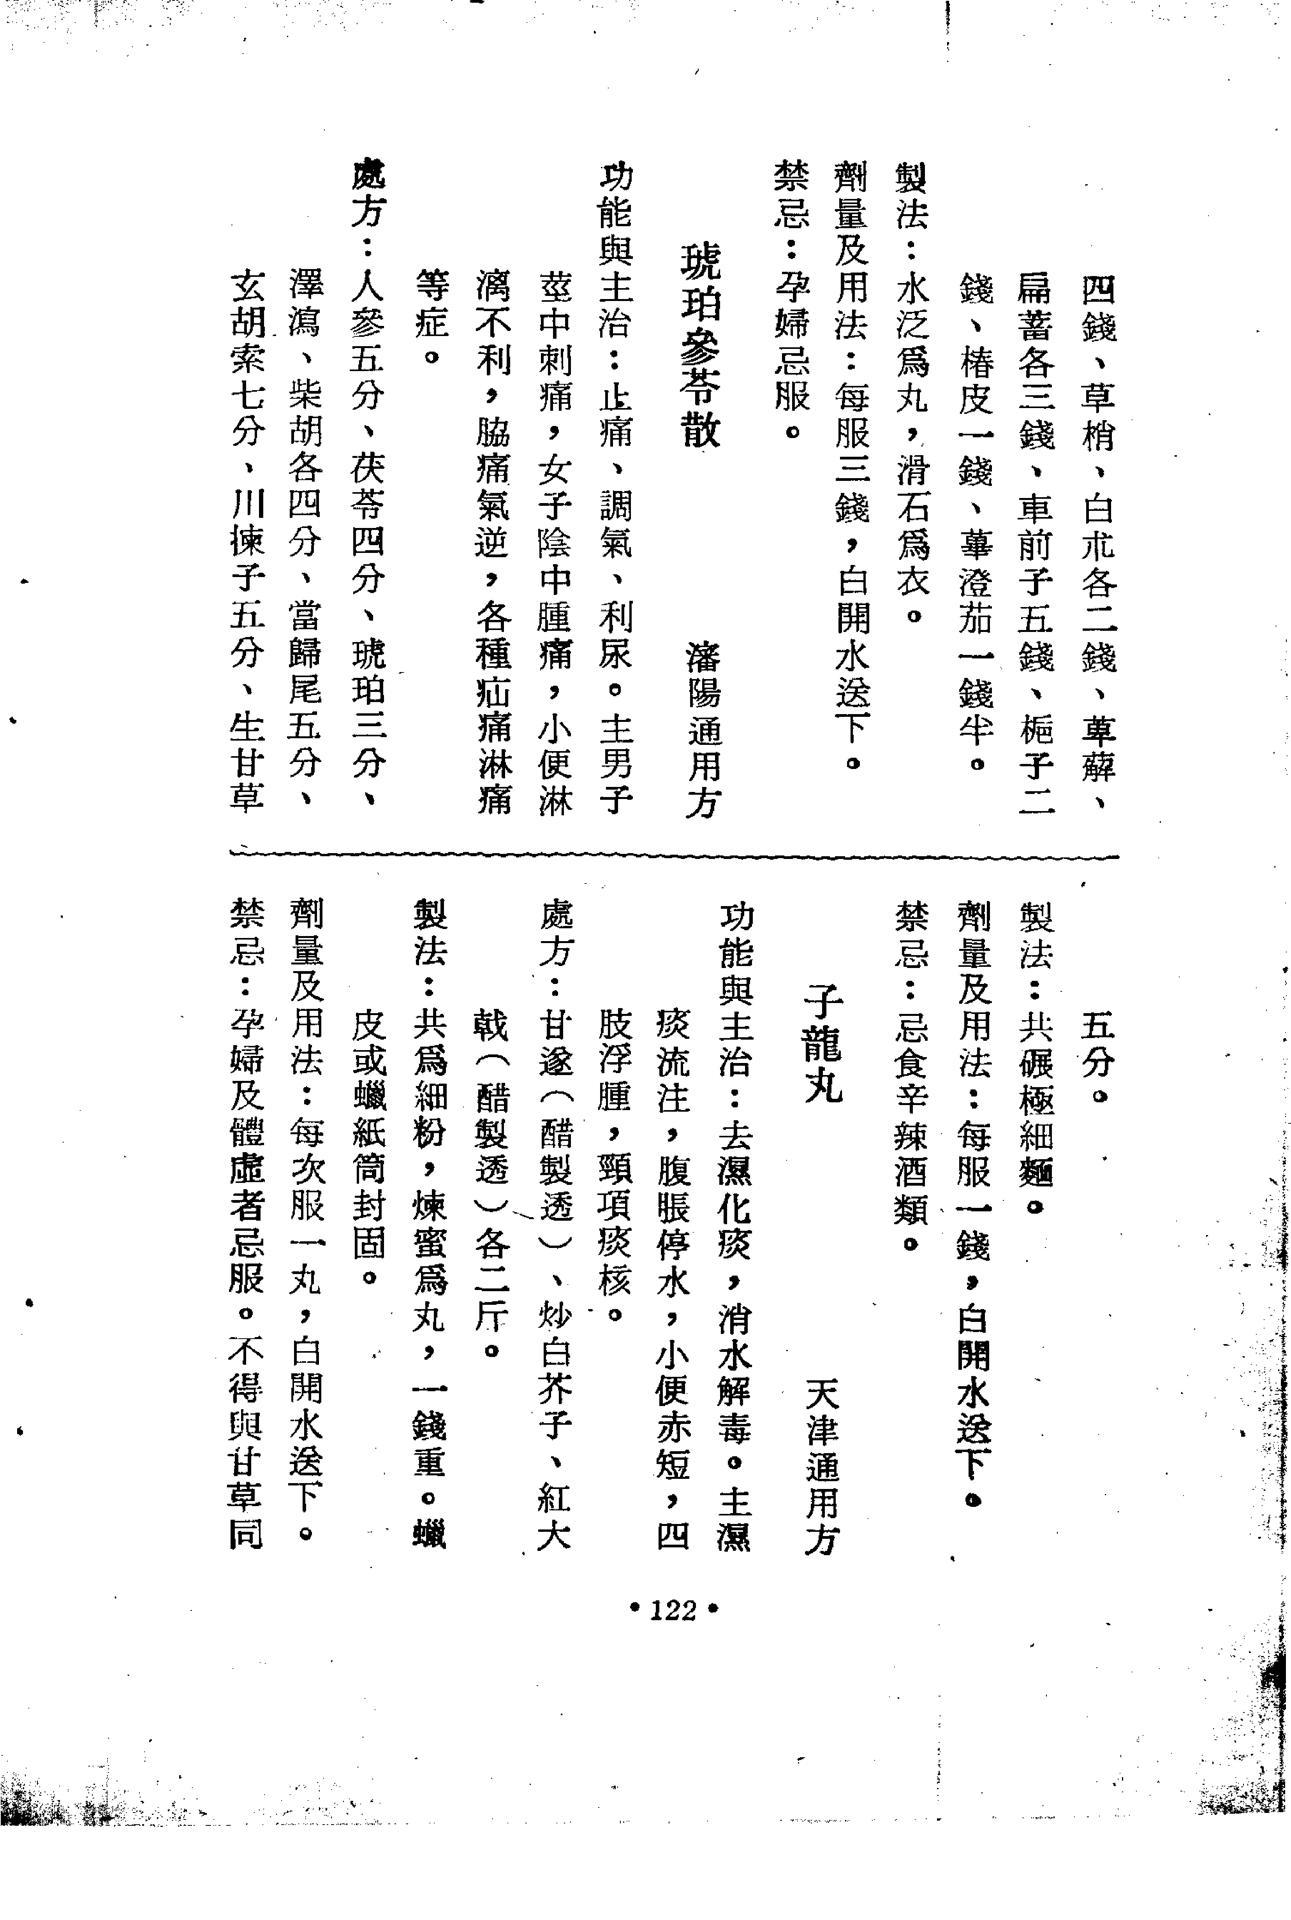 四錢、草梢、白朮各二錢、萆薢、
扁蓄各三錢、車前子五錢、梔子二
錢、椿皮一錢、蓽澄茄一錢半。
製法：水泛爲丸，滑石爲衣。
劑量及用法：每服三錢，白開水送下。
禁忌：孕婦忌服。
琥珀參苓散　瀋陽通用方
功能與主治：止痛、調氣、利尿。主男子
莖中刺痛，女子陰中腫痛，小便淋
漓不利，脇痛氣逆，各種疝痛淋痛
等症。
處方：人參五分、茯苓四分、琥珀三分、
澤瀉、柴胡各四分、當歸尾五分、
玄胡索七分、川揀子五分、生甘草
五分。
製法：共碾極細麵。
劑量及用法：每服一錢，白開水送下。
禁忌：忌食辛辣酒類。
子龍丸　天津通用方
功能與主治：去濕化痰，消水解毒。主濕
痰流注，腹脹停水，小便赤短，四
肢浮腫，頸項痰核。
處方：甘遂（醋製透）、炒白芥子、紅大
戟（醋製透）各二斤。
製法：共爲細粉，煉蜜爲丸，一錢重。蠟
皮或蠟紙筒封固。
劑量及用法：每次服一丸，白開水送下。
禁忌：孕婦及體虛者忌服。不得與甘草同
•122•